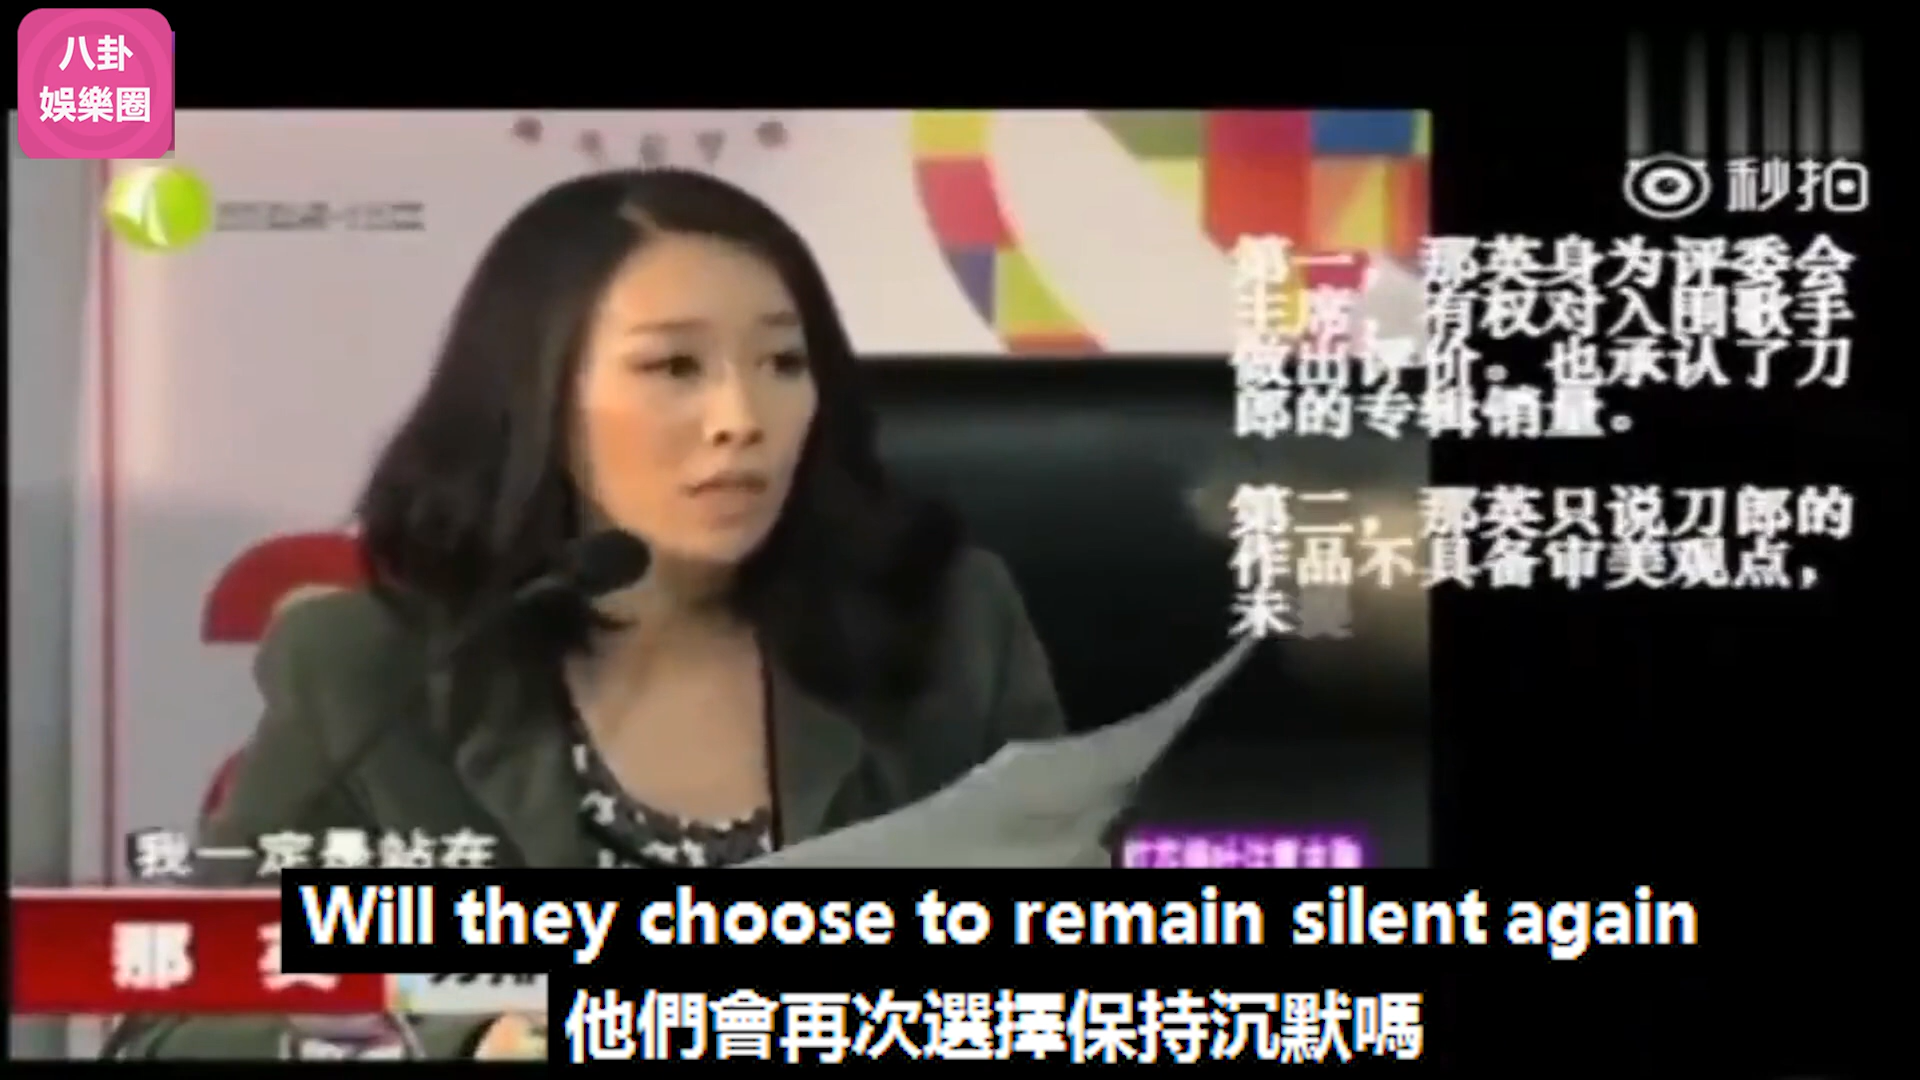 八卦
娛樂圈
秒拍
第一，那英身为评委会
主席，有权对入围歌手
做出评价。也承认了刀
郎的专辑销量。
第二，那英只说刀郎的
作品不具备审美观点，
未
我一定是站在
那英
Will they choose to remain silent again
他們會再次選擇保持沉默嗎